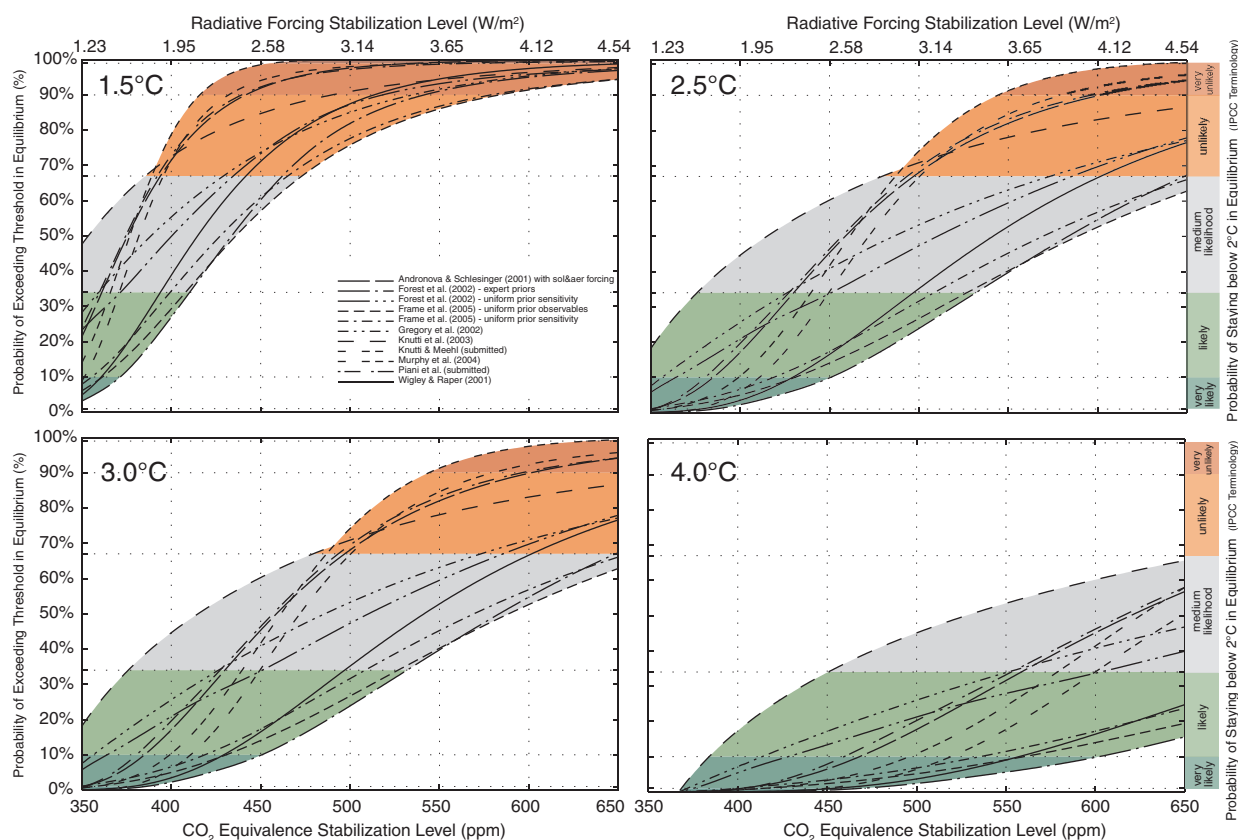 Radiative Forcing Stabilization Level (W/m²)
1.23 1.95 2.58 3.14 3.65 4.12 4.54
Radiative Forcing Stabilization Level (W/m²)
1.23 1.95 2.58 3.14 3.65 4.12 4.54
Probability of Exceeding Threshold in Equilibrium (%)
100%
90%
80%
70%
60%
50%
40%
30%
20%
10%
0%
1.5°C
Andronova & Schlesinger (2001) with sol&aer forcing
Forest et al. (2002) - expert priors
Forest et al. (2002) - uniform prior sensitivity
Frame et al. (2005) - uniform prior observables
Frame et al. (2005) - uniform prior sensitivity
Gregory et al. (2002)
Knutti et al. (2003)
Knutti & Meehl (submitted)
Murphy et al. (2004)
Piani et al. (submitted)
Wigley & Raper (2001)
2.5°C
very
unlikely
unlikely
medium
likelihood
likely
very
likely
Probability of Staying below 2°C in Equilibrium (IPCC Terminology)
Probability of Exceeding Threshold in Equilibrium (%)
100%
90%
80%
70%
60%
50%
40%
30%
20%
10%
0%
3.0°C
350 400 450 500 550 600 650
CO2 Equivalence Stabilization Level (ppm)
4.0°C
350 400 450 500 550 600 650
CO2 Equivalence Stabilization Level (ppm)
very
unlikely
unlikely
medium
likelihood
likely
very
likely
Probability of Staying below 2°C in Equilibrium (IPCC Terminology)